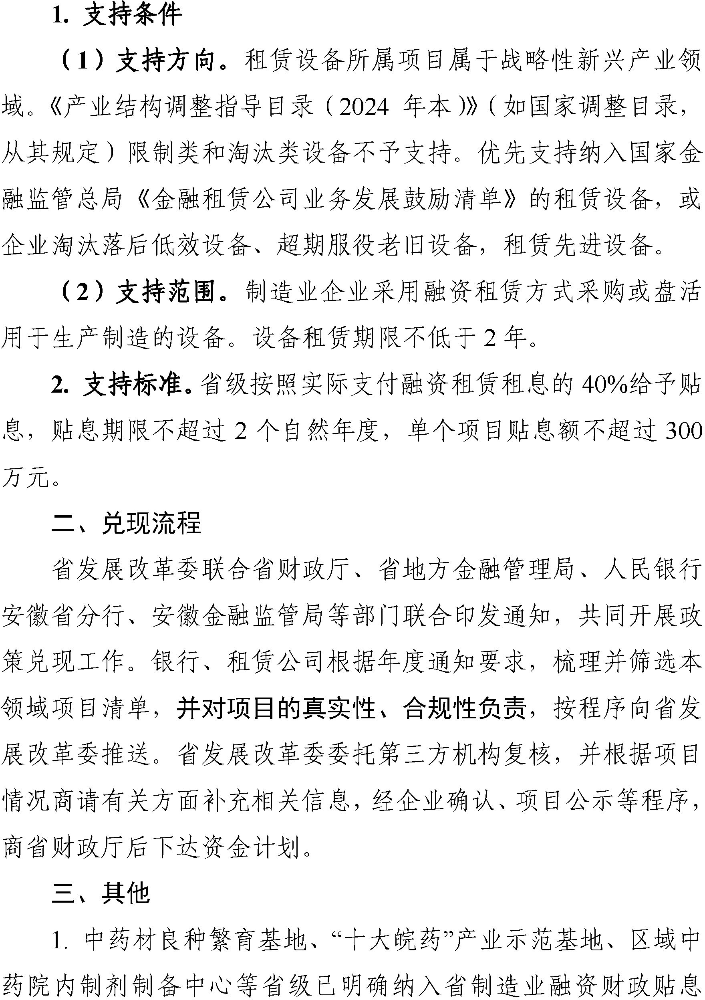 1. 支持条件
（1）支持方向。租赁设备所属项目属于战略性新兴产业领
域。《产业结构调整指导目录（2024 年本）》（如国家调整目录，
从其规定）限制类和淘汰类设备不予支持。优先支持纳入国家金
融监管总局《金融租赁公司业务发展鼓励清单》的租赁设备，或
企业淘汰落后低效设备、超期服役老旧设备，租赁先进设备。
（2）支持范围。制造业企业采用融资租赁方式采购或盘活
用于生产制造的设备。设备租赁期限不低于 2 年。
2. 支持标准。省级按照实际支付融资租赁租息的 40%给予贴
息，贴息期限不超过 2 个自然年度，单个项目贴息额不超过 300
万元。
二、兑现流程
省发展改革委联合省财政厅、省地方金融管理局、人民银行
安徽省分行、安徽金融监管局等部门联合印发通知，共同开展政
策兑现工作。银行、租赁公司根据年度通知要求，梳理并筛选本
领域项目清单，并对项目的真实性、合规性负责，按程序向省发
展改革委推送。省发展改革委委托第三方机构复核，并根据项目
情况商请有关方面补充相关信息，经企业确认、项目公示等程序，
商省财政厅后下达资金计划。
三、其他
1. 中药材良种繁育基地、“十大皖药”产业示范基地、区域中
药院内制剂制备中心等省级已明确纳入省制造业融资财政贴息